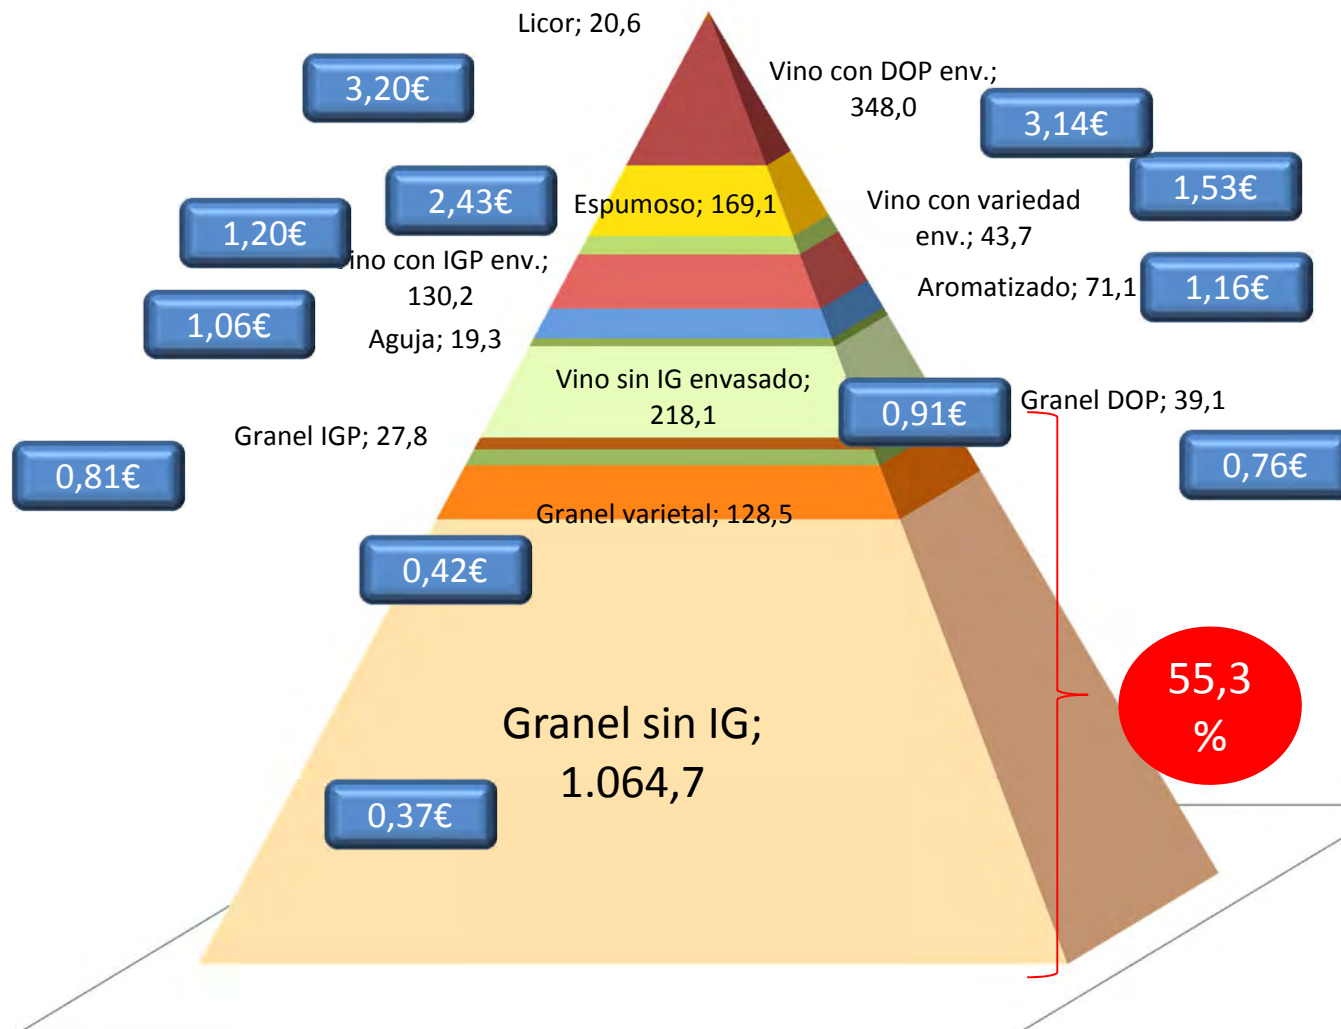 Licor; 20,6
3,20€
Vino con DOP env.;
348,0
3,14€
1,53€
2,43€
Espumoso; 169,1
Vino con variedad
env.; 43,7
1,20€
ino con IGP env.;
130,2
Aromatizado; 71,1
1,16€
1,06€
Aguja; 19,3
Vino sin IG envasado;
218,1
0,91€
Granel DOP; 39,1
Granel IGP; 27,8
0,81€
0,76€
Granel varietal; 128,5
0,42€
55,3
%
Granel sin IG;
1.064,7
0,37€